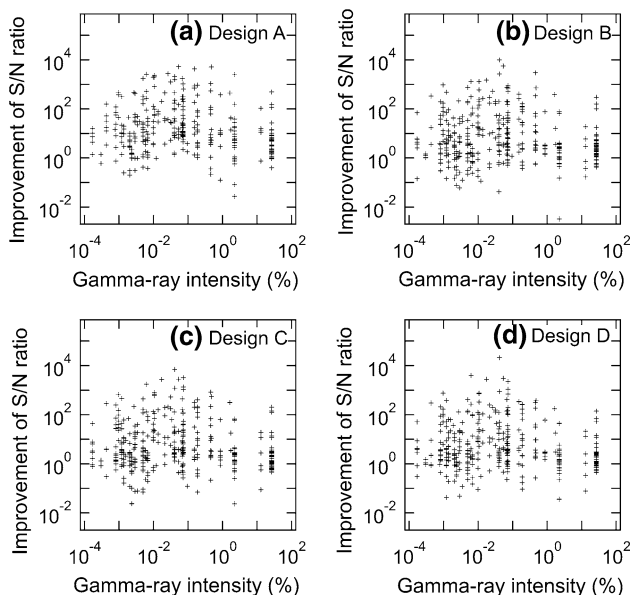 (a) Design A
Improvement of S/N ratio
10^4
10^2
10^0
10^-2
10^-4 10^-2 10^0 10^2
Gamma-ray intensity (%)
(b) Design B
Improvement of S/N ratio
10^4
10^2
10^0
10^-2
10^-4 10^-2 10^0 10^2
Gamma-ray intensity (%)
(c) Design C
Improvement of S/N ratio
10^4
10^2
10^0
10^-2
10^-4 10^-2 10^0 10^2
Gamma-ray intensity (%)
(d) Design D
Improvement of S/N ratio
10^4
10^2
10^0
10^-2
10^-4 10^-2 10^0 10^2
Gamma-ray intensity (%)